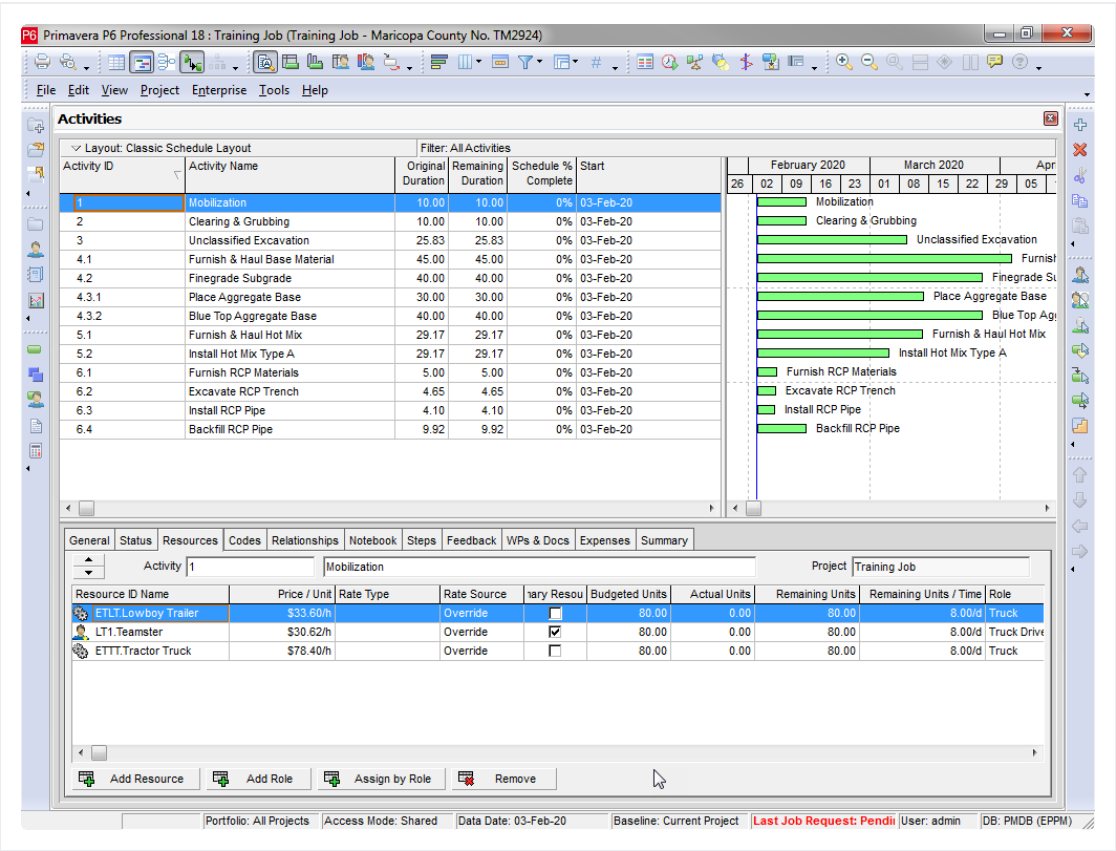 P6 Primavera P6 Professional 18 : Training Job (Training Job - Maricopa County No. TM2924)
File Edit View Project Enterprise Tools Help
Activities
Layout: Classic Schedule Layout Filter: All Activities
Activity ID Activity Name Original Duration Remaining Duration Schedule % Complete Start
February 2020 March 2020 Apr
26 02 09 16 23 01 08 15 22 29 05
1 Mobilization 10.00 10.00 0% 03-Feb-20 Mobilization
2 Clearing & Grubbing 10.00 10.00 0% 03-Feb-20 Clearing & Grubbing
3 Unclassified Excavation 25.83 25.83 0% 03-Feb-20 Unclassified Excavation
4.1 Furnish & Haul Base Material 45.00 45.00 0% 03-Feb-20 Furnish
4.2 Finegrade Subgrade 40.00 40.00 0% 03-Feb-20 Finegrade Su
4.3.1 Place Aggregate Base 30.00 30.00 0% 03-Feb-20 Place Aggregate Base
4.3.2 Blue Top Aggregate Base 40.00 40.00 0% 03-Feb-20 Blue Top Agg
5.1 Furnish & Haul Hot Mix 29.17 29.17 0% 03-Feb-20 Furnish & Haul Hot Mix
5.2 Install Hot Mix Type A 29.17 29.17 0% 03-Feb-20 Install Hot Mix Type A
6.1 Furnish RCP Materials 5.00 5.00 0% 03-Feb-20 Furnish RCP Materials
6.2 Excavate RCP Trench 4.65 4.65 0% 03-Feb-20 Excavate RCP Trench
6.3 Install RCP Pipe 4.10 4.10 0% 03-Feb-20 Install RCP Pipe
6.4 Backfill RCP Pipe 9.92 9.92 0% 03-Feb-20 Backfill RCP Pipe
General Status Resources Codes Relationships Notebook Steps Feedback WPs & Docs Expenses Summary
Activity 1 Mobilization Project Training Job
Resource ID Name Price / Unit Rate Type Rate Source nary Resou Budgeted Units Actual Units Remaining Units Remaining Units / Time Role
ETLT.Lowboy Trailer $33.60/h Override 80.00 0.00 80.00 8.00/d Truck
LT1.Teamster $30.62/h Override 80.00 0.00 80.00 8.00/d Truck Drive
ETTT.Tractor Truck $78.40/h Override 80.00 0.00 80.00 8.00/d Truck
Add Resource Add Role Assign by Role Remove
Portfolio: All Projects Access Mode: Shared Data Date: 03-Feb-20 Baseline: Current Project Last Job Request: Pendin User: admin DB: PMDB (EPPM)